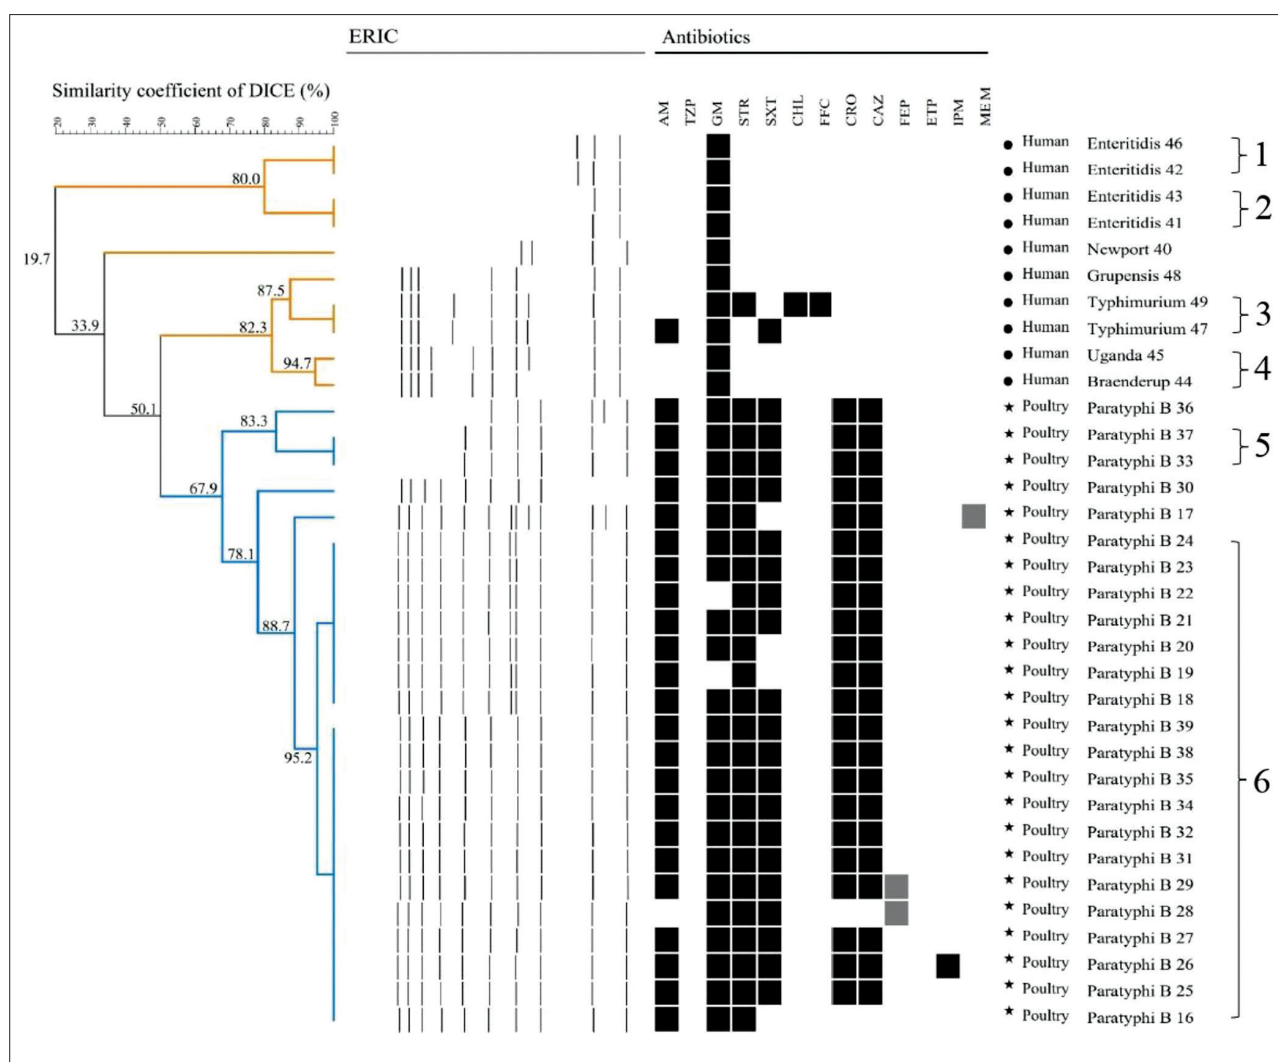 ERIC
Antibiotics
Similarity coefficient of DICE (%)
20 30 40 50 60 70 80 90 100
AM TZP GM STR SXT CHL FFC CRO CAZ FEP ETP IPM MEM
Human Enteritidis 46
Human Enteritidis 42
1
Human Enteritidis 43
Human Enteritidis 41
2
Human Newport 40
Human Grupensis 48
Human Typhimurium 49
Human Typhimurium 47
3
Human Uganda 45
Human Braenderup 44
4
Poultry Paratyphi B 36
Poultry Paratyphi B 37
Poultry Paratyphi B 33
5
Poultry Paratyphi B 30
Poultry Paratyphi B 17
Poultry Paratyphi B 24
Poultry Paratyphi B 23
Poultry Paratyphi B 22
Poultry Paratyphi B 21
Poultry Paratyphi B 20
Poultry Paratyphi B 19
Poultry Paratyphi B 18
Poultry Paratyphi B 39
Poultry Paratyphi B 38
Poultry Paratyphi B 35
Poultry Paratyphi B 34
Poultry Paratyphi B 32
Poultry Paratyphi B 31
Poultry Paratyphi B 29
Poultry Paratyphi B 28
Poultry Paratyphi B 27
Poultry Paratyphi B 26
Poultry Paratyphi B 25
Poultry Paratyphi B 16
6
80.0
19.7
87.5
33.9
82.3
94.7
50.1
83.3
67.9
78.1
88.7
95.2